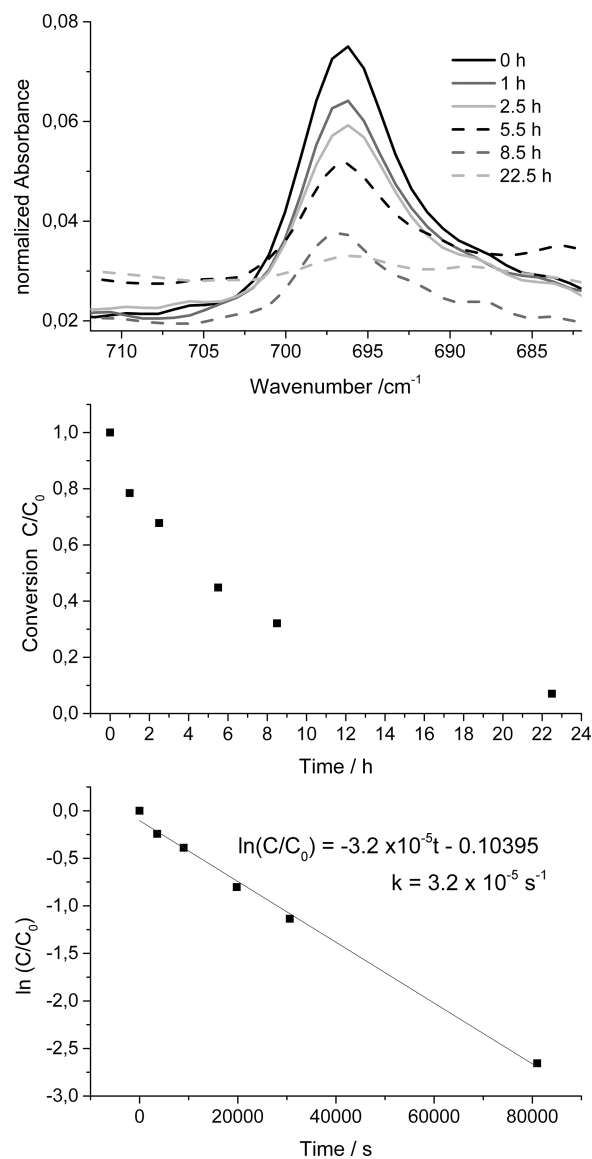 0,08
0,06
0,04
0,02
normalized Absorbance
0 h
1 h
2.5 h
5.5 h
8.5 h
22.5 h
710 705 700 695 690 685
Wavenumber /cm⁻¹
1,0
0,8
0,6
0,4
0,2
0,0
Conversion C/C₀
0 2 4 6 8 10 12 14 16 18 20 22 24
Time / h
0,0
-0,5
-1,0
-1,5
-2,0
-2,5
-3,0
ln (C/C₀)
ln(C/C₀) = -3.2 x10⁻⁵t - 0.10395
k = 3.2 x 10⁻⁵ s⁻¹
0 20000 40000 60000 80000
Time / s